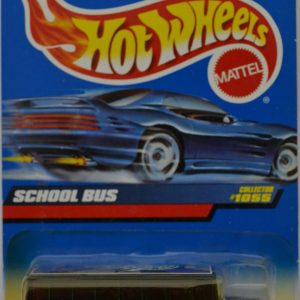 HOT WHEELS
MATTEL
SCHOOL BUS
COLLECTOR
#1055